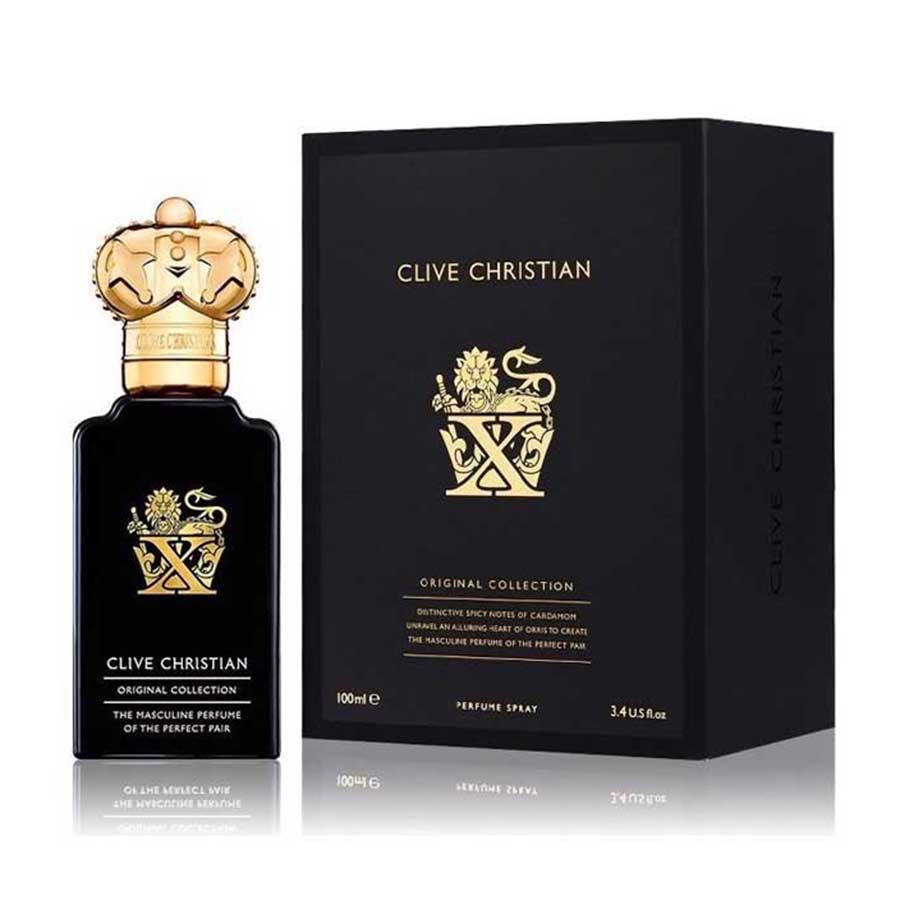 CLIVE CHRISTIAN
X
CLIVE CHRISTIAN
ORIGINAL COLLECTION
THE MASCULINE PERFUME
OF THE PERFECT PAIR
CLIVE CHRISTIAN
X
ORIGINAL COLLECTION
DISTINCTIVE SPICY NOTES OF CARDAMOM
UNRAVEL AN ALLURING HEART OF ORRIS TO CREATE
THE MASCULINE PERFUME OF THE PERFECT PAIR
100ml e
PERFUME SPRAY
3.4 U.S fl.oz
CLIVE CHRISTIAN